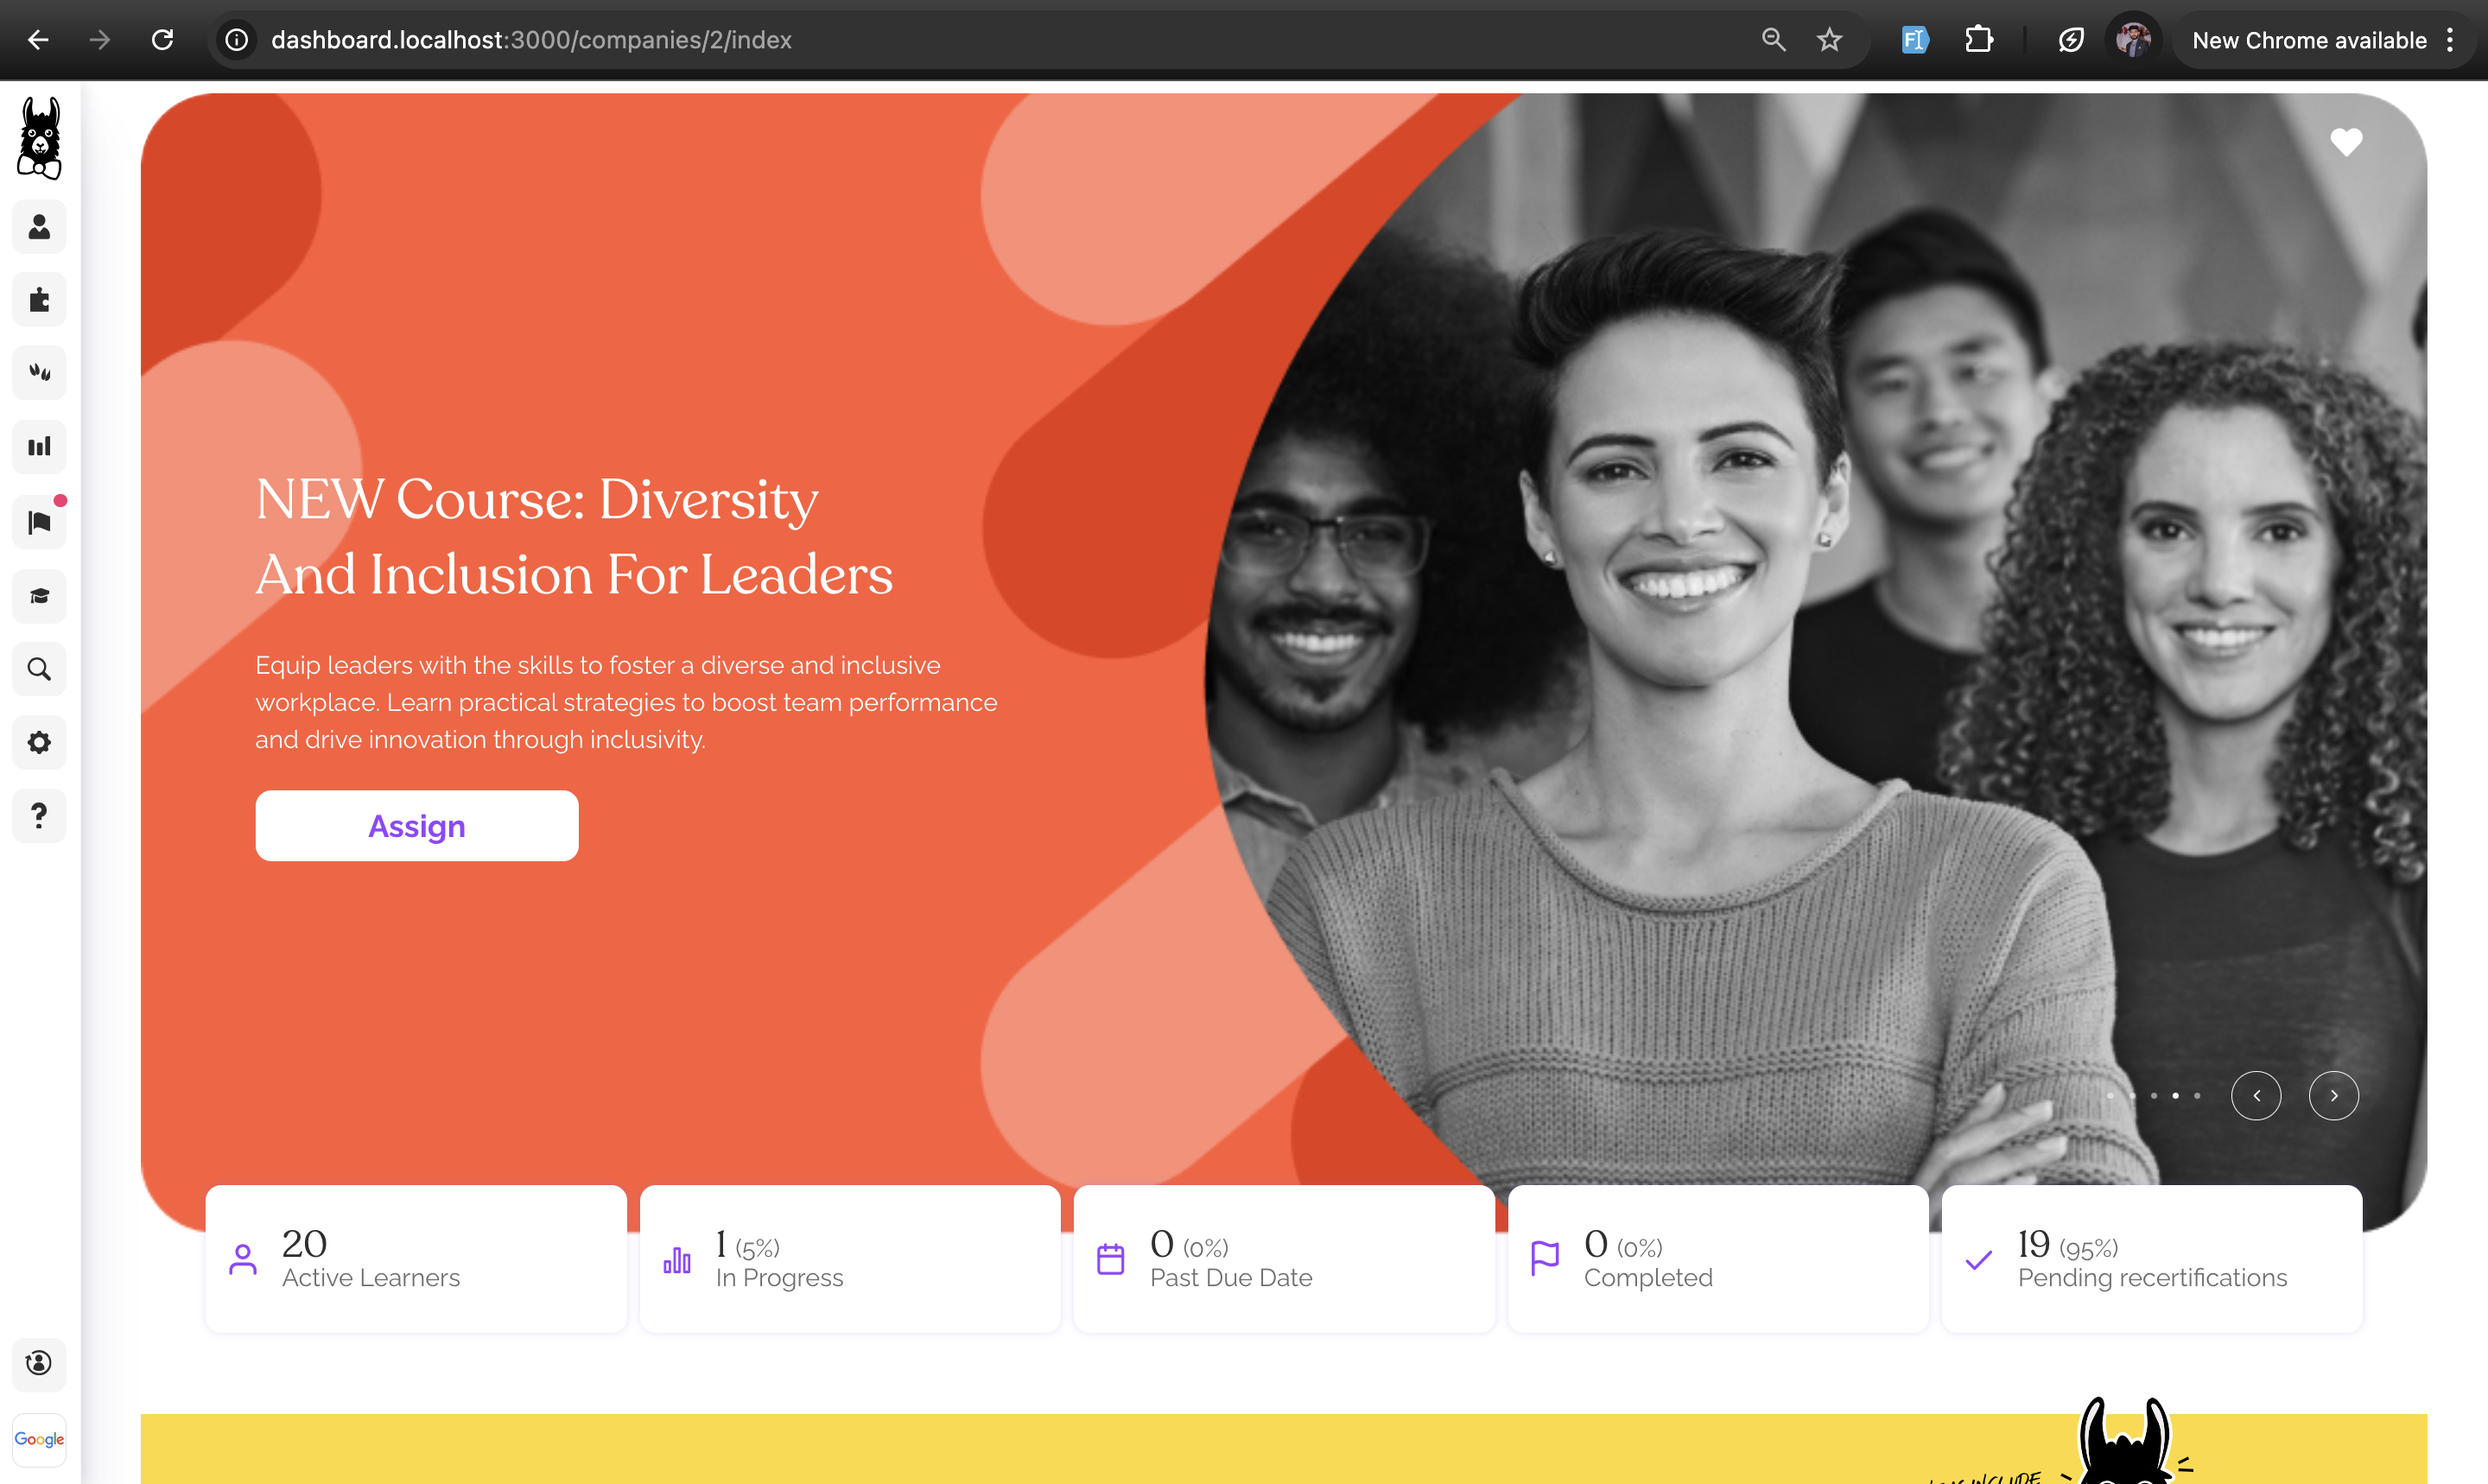 dashboard.localhost:3000/companies/2/index
New Chrome available
NEW Course: Diversity
And Inclusion For Leaders
Equip leaders with the skills to foster a diverse and inclusive
workplace. Learn practical strategies to boost team performance
and drive innovation through inclusivity.
Assign
20
Active Learners
1 (5%)
In Progress
0 (0%)
Past Due Date
0 (0%)
Completed
19 (95%)
Pending recertifications
Google
INCLUDE